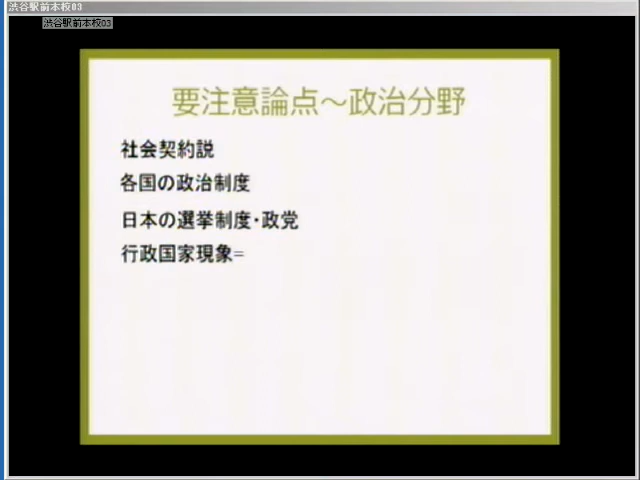 渋谷駅前本校03
渋谷駅前本校03
要注意論点～政治分野
社会契約説
各国の政治制度
日本の選挙制度・政党
行政国家現象=